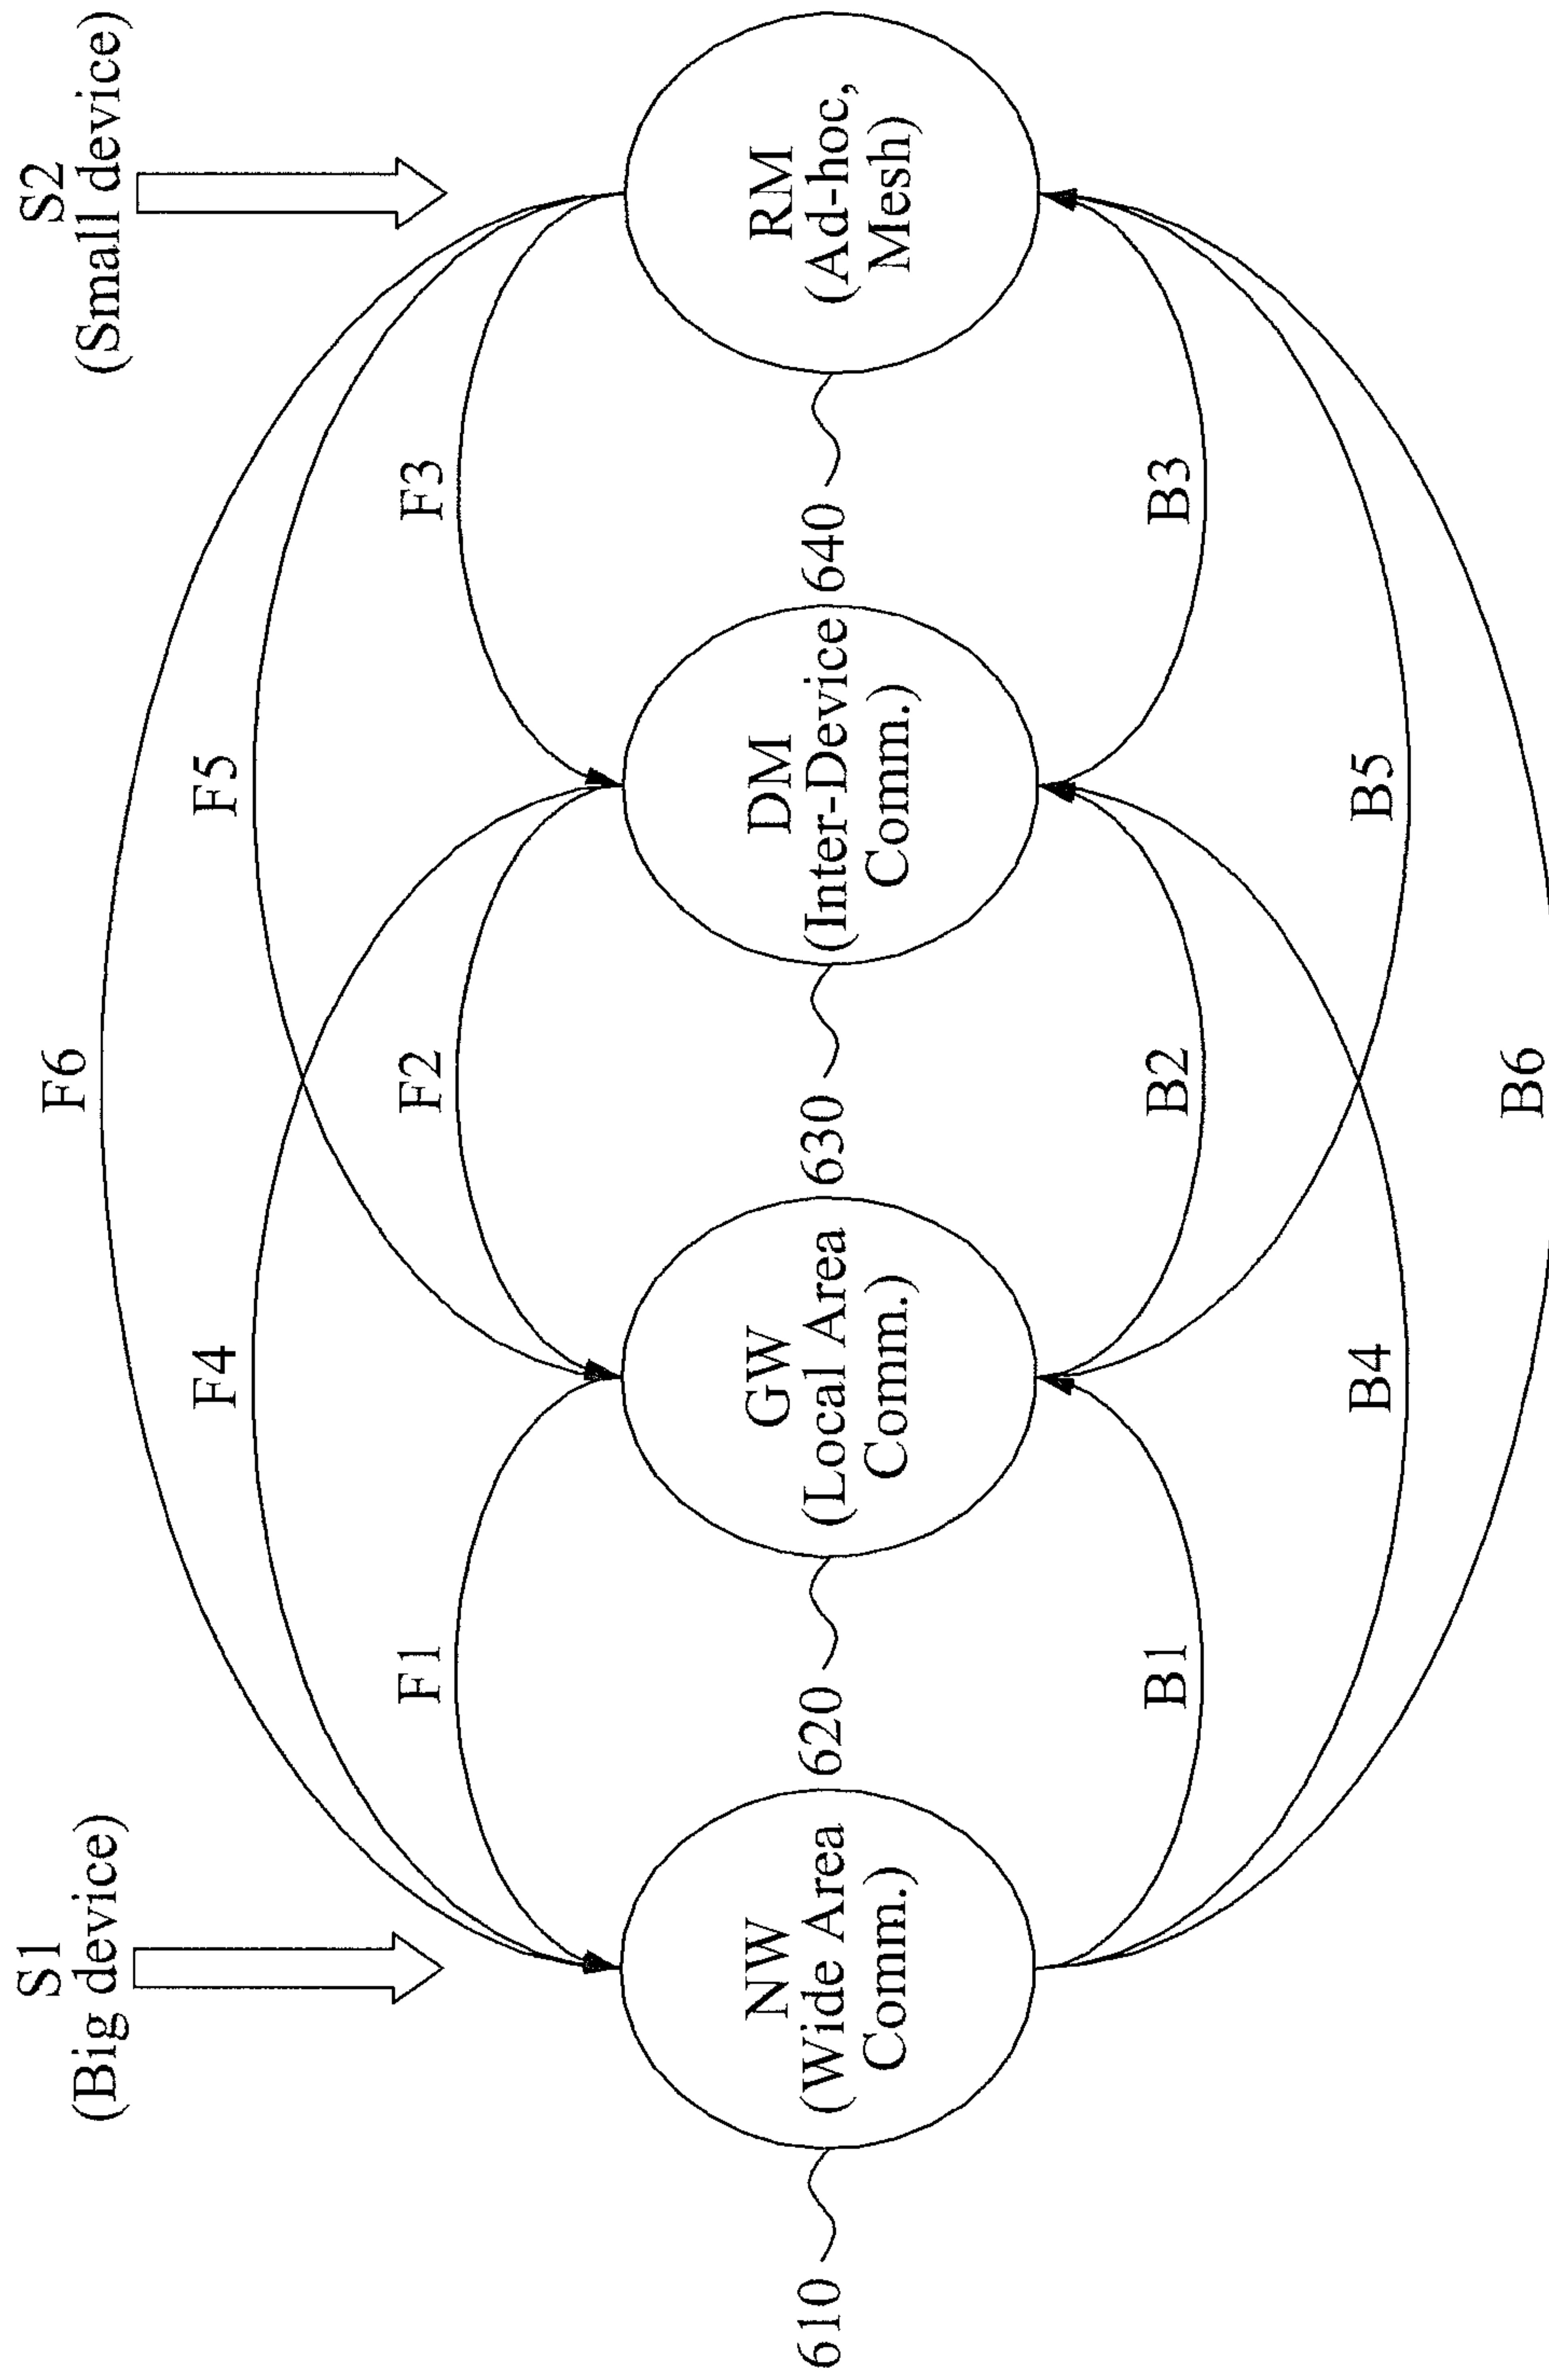 S1
(Big device)
S2
(Small device)
F6
F4
F5
F1
F2
F3
610
NW
(Wide Area
Comm.)
620
GW
(Local Area
Comm.)
630
DM
(Inter-Device
Comm.)
640
RM
(Ad-hoc,
Mesh)
B1
B2
B3
B4
B5
B6